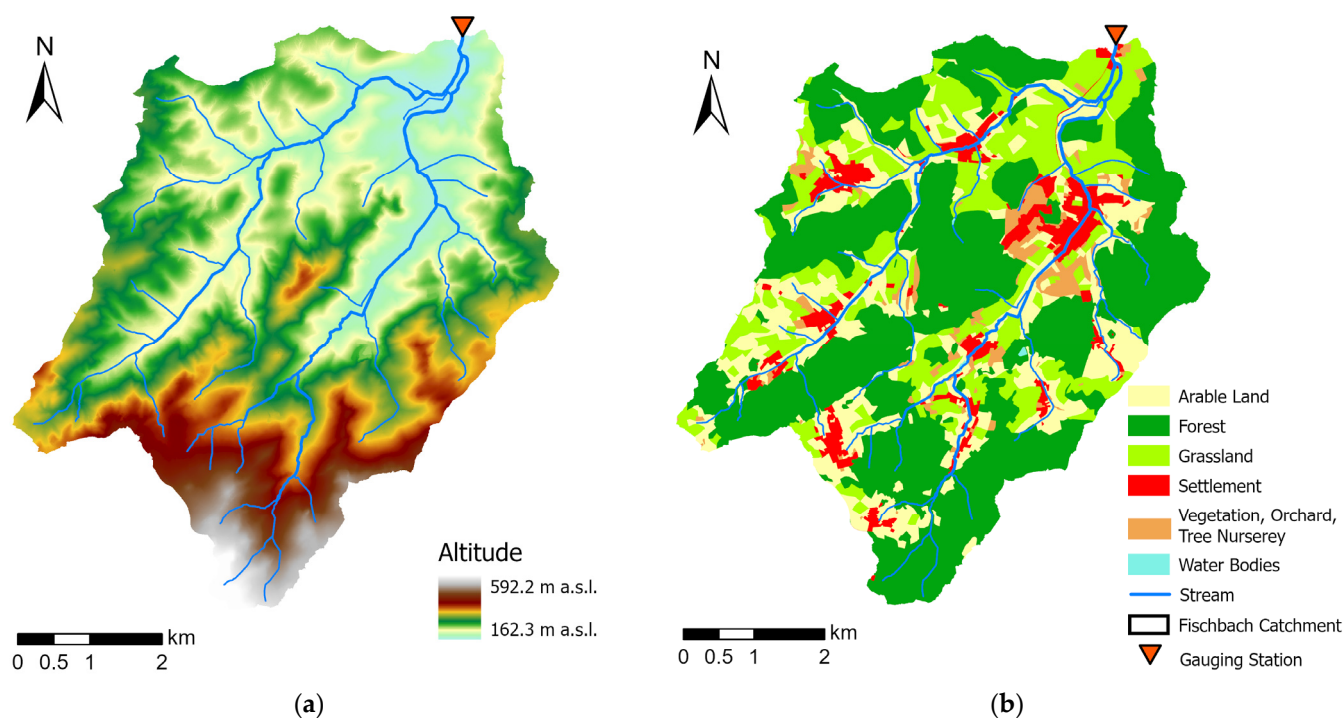 N
Altitude
592.2 m a.s.l.
162.3 m a.s.l.
km
0 0.5 1 2
(a)
N
Arable Land
Forest
Grassland
Settlement
Vegetation, Orchard,
Tree Nurserey
Water Bodies
Stream
Fischbach Catchment
Gauging Station
km
0 0.5 1 2
(b)